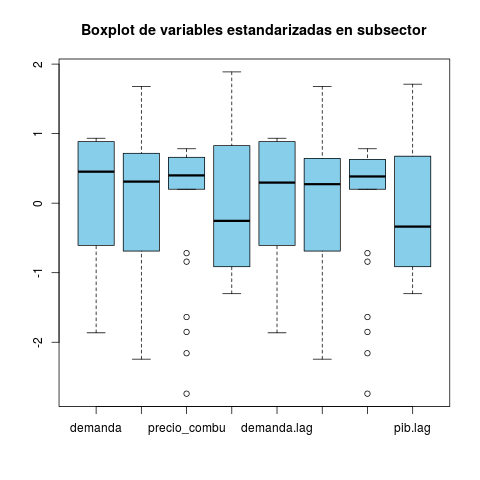 Boxplot de variables estandarizadas en subsector
2
1
0
-1
-2
demanda precio_combu demanda.lag pib.lag